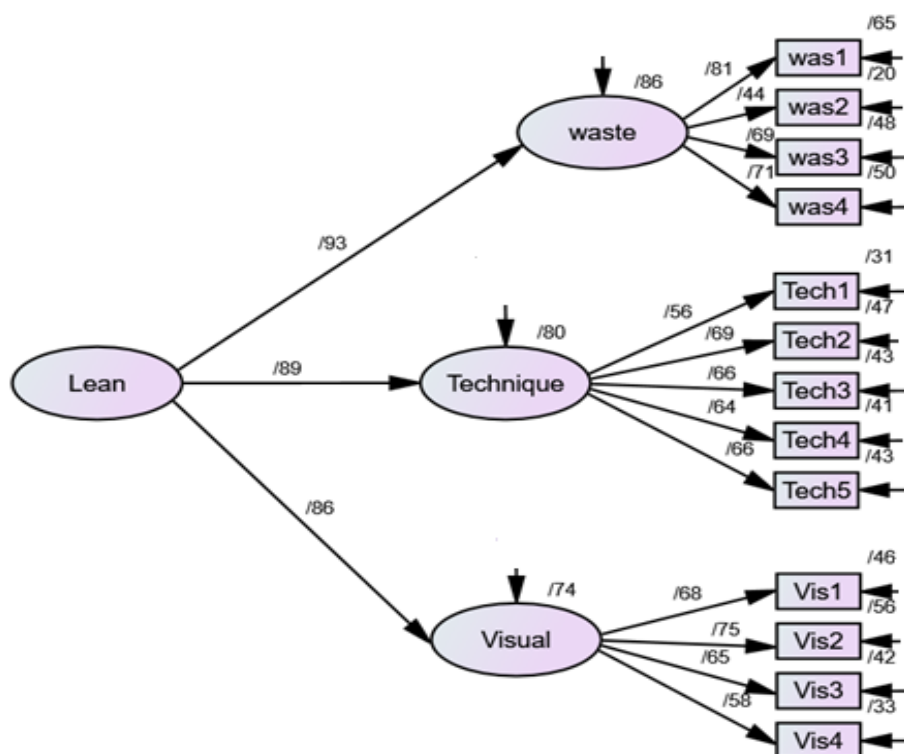 /65
/81
was1
/86
/20
/44
was2
waste
/48
/69
was3
/50
/71
was4
/93
/31
Tech1
/56
/47
/80
/69
Tech2
/43
Lean
/89
Technique
/66
Tech3
/41
/64
Tech4
/43
/66
Tech5
/86
/46
/74
/68
Vis1
/56
/75
Vis2
Visual
/42
/65
Vis3
/33
/58
Vis4